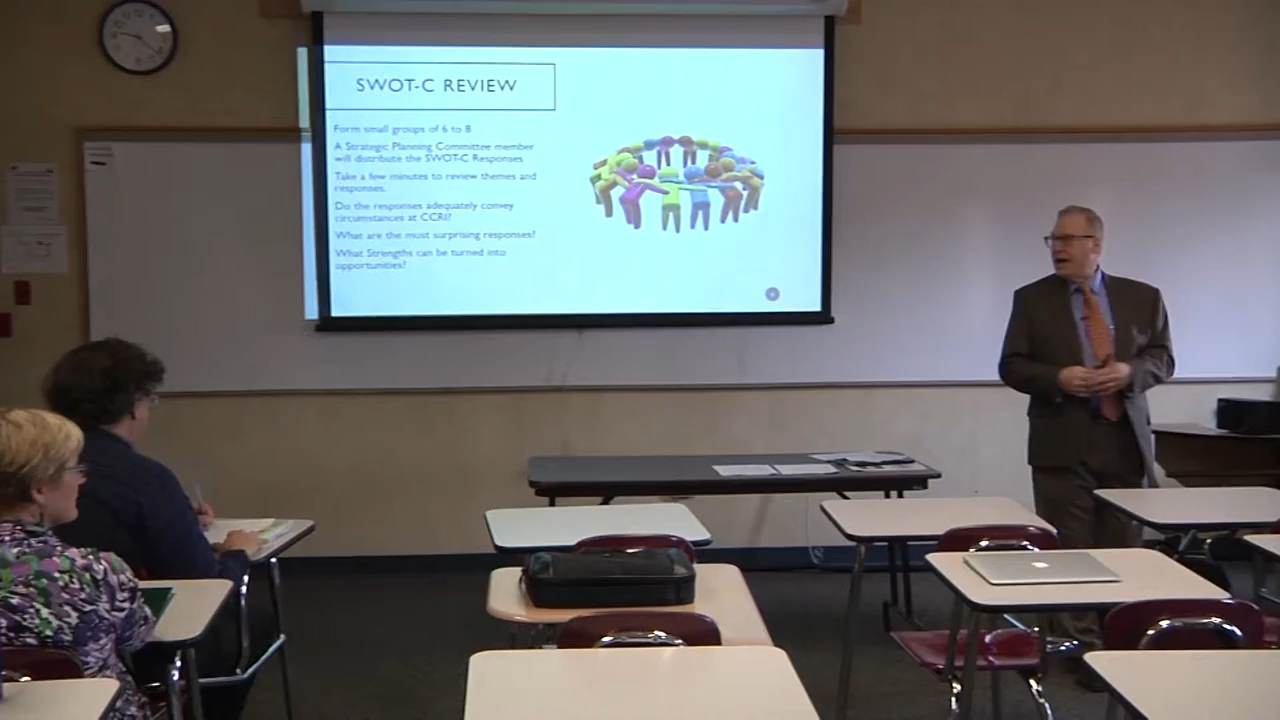 SWOT-C REVIEW
Form small groups of 6 to 8
A Strategic Planning Committee member
will distribute the SWOT-C Responses
Take a few minutes to review themes and
responses.
Do the responses adequately convey
circumstances at CCRI?
What are the most surprising responses?
What Strengths can be turned into
opportunities?